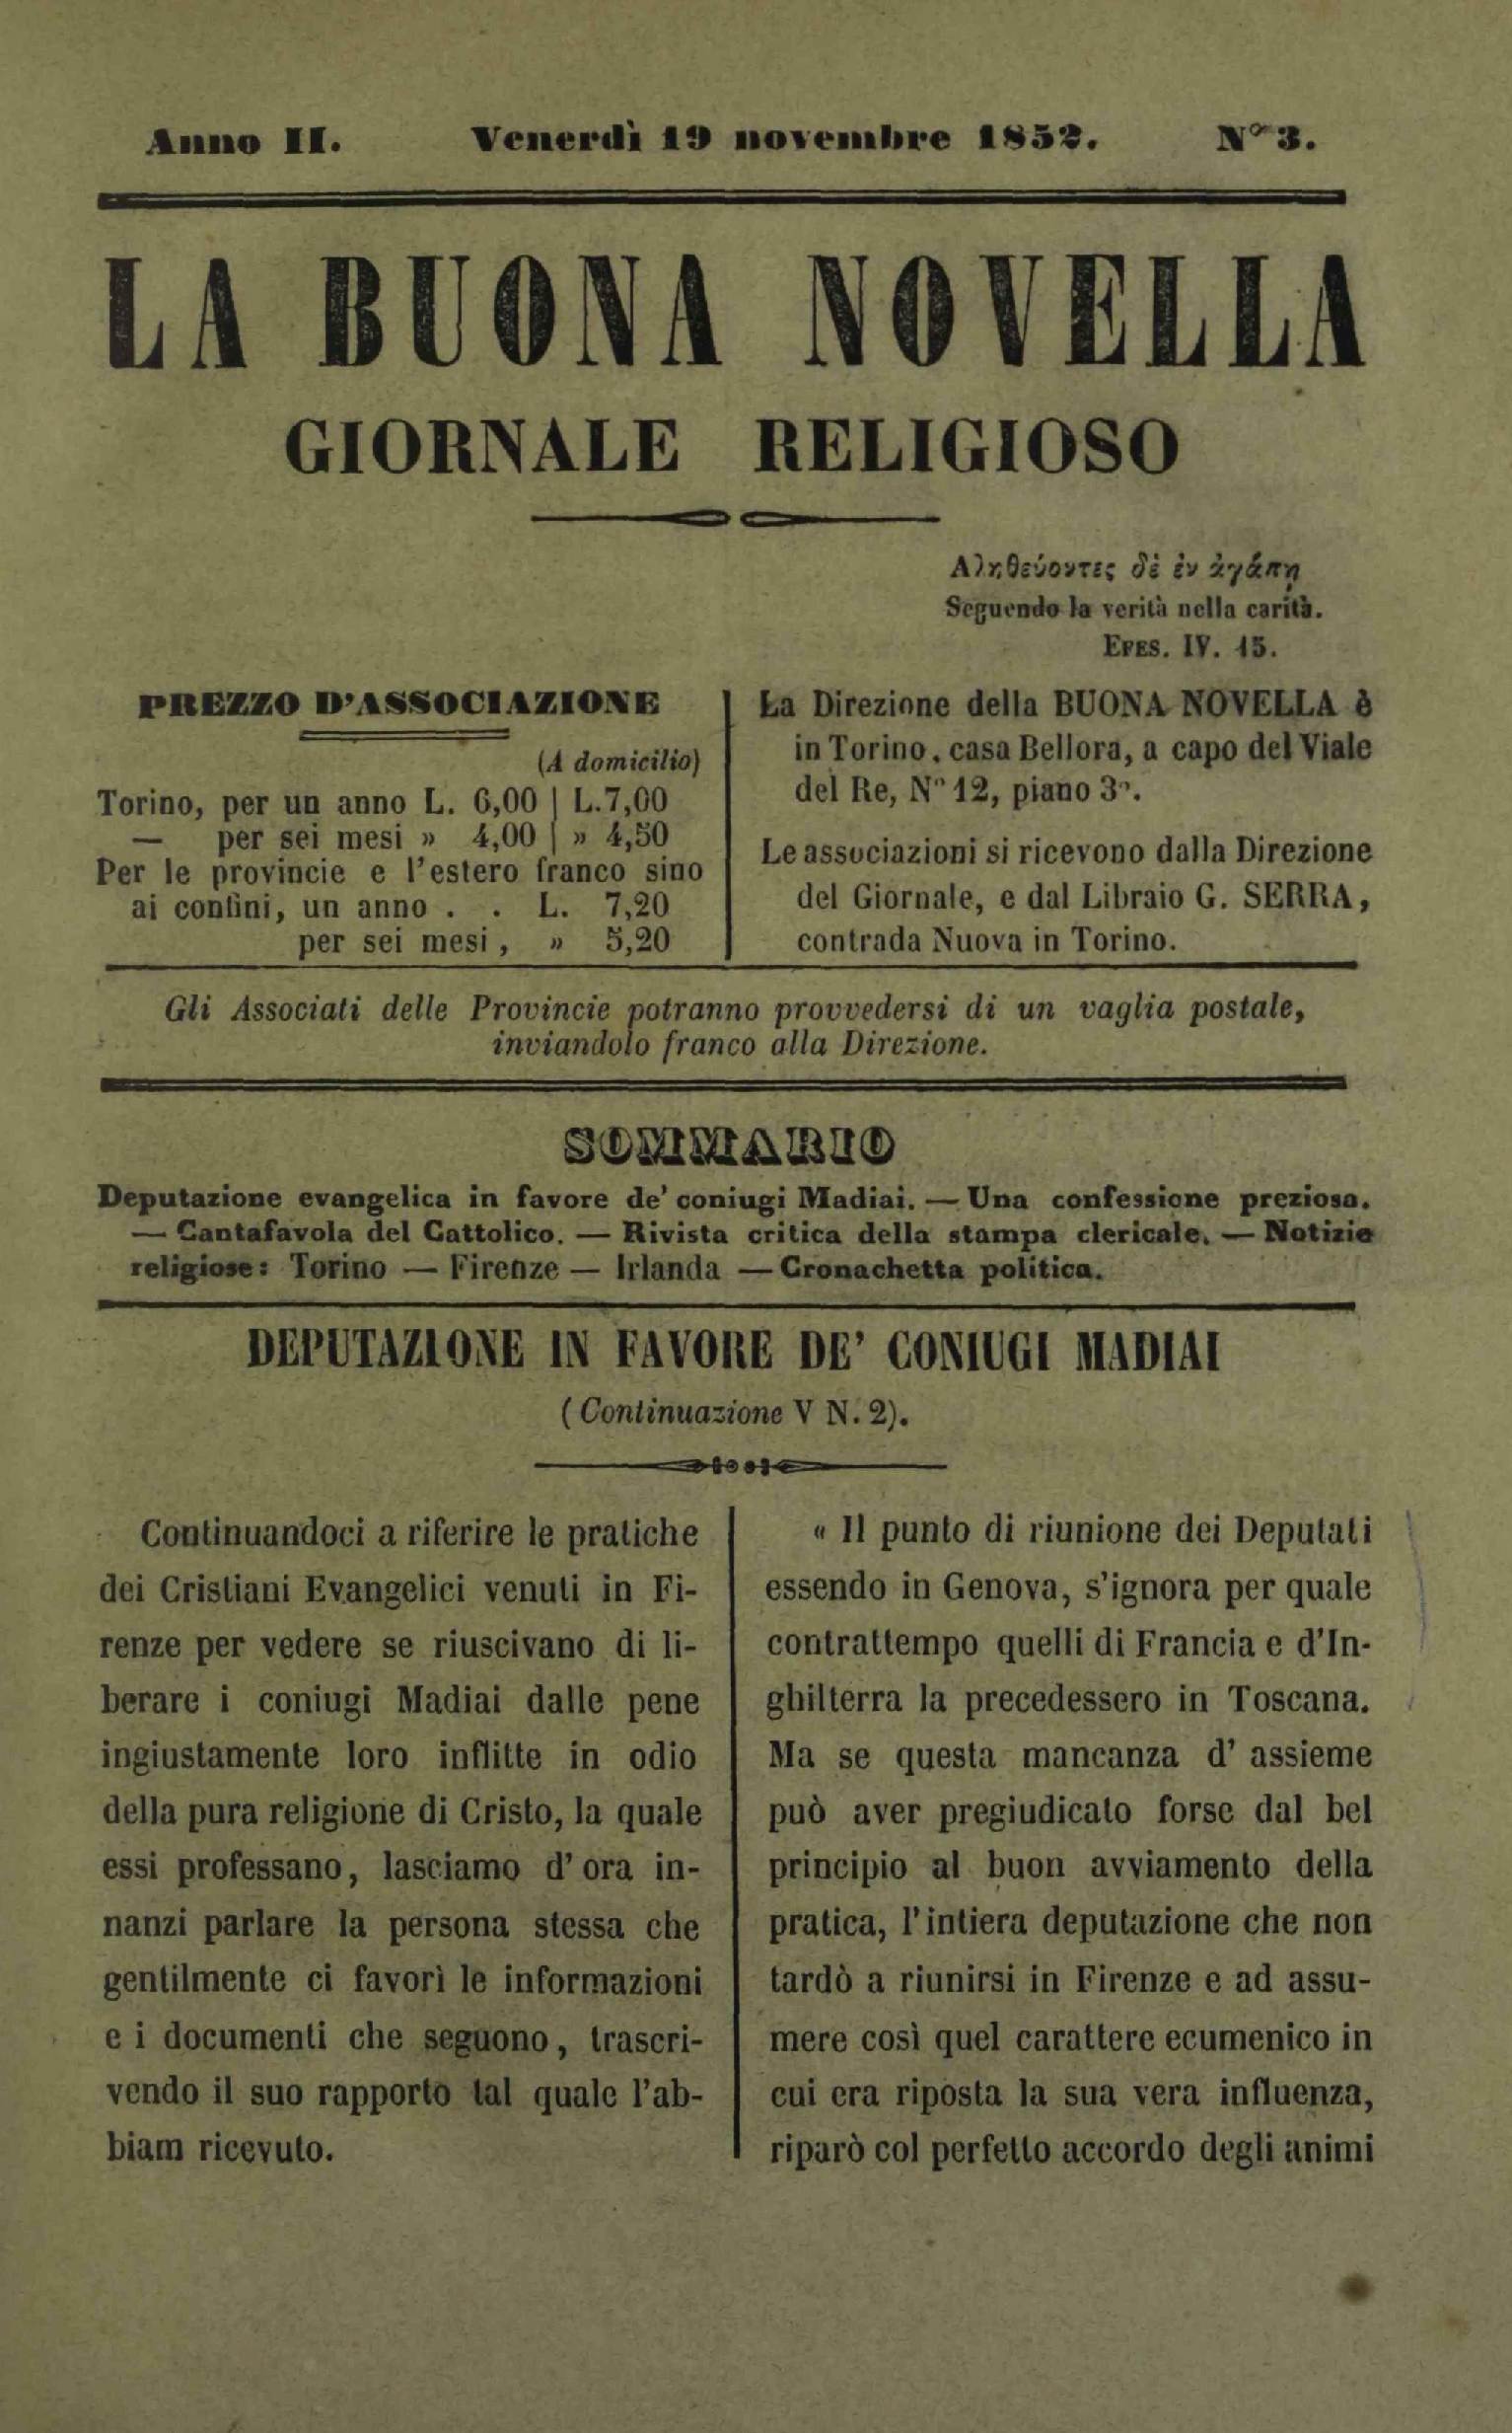 Anno II. Venerdì 19 novembre 1852. N° 3.
LA BUONA NOVELLA
GIORNALE RELIGIOSO
Αληθεύοντες δὲ ἐν ἀγάπῃ
Seguendo la verità nella carità.
EFES. IV. 15.
PREZZO D'ASSOCIAZIONE
(A domicilio)
Torino, per un anno L. 6,00 | L.7,00
— per sei mesi » 4,00 | » 4,50
Per le provincie e l'estero franco sino
ai confini, un anno . . L. 7,20
per sei mesi, » 5,20
La Direzione della BUONA NOVELLA è
in Torino, casa Bellora, a capo del Viale
del Re, N° 12, piano 3°.
Le associazioni si ricevono dalla Direzione
del Giornale, e dal Libraio G. SERRA,
contrada Nuova in Torino.
Gli Associati delle Provincie potranno provvedersi di un vaglia postale,
inviandolo franco alla Direzione.
SOMMARIO
Deputazione evangelica in favore de' coniugi Madiai. — Una confessione preziosa.
— Cantafavola del Cattolico. — Rivista critica della stampa clericale. — Notizie
religiose: Torino — Firenze — Irlanda — Cronachetta politica.
DEPUTAZIONE IN FAVORE DE' CONIUGI MADIAI
(Continuazione V N. 2).
Continuandoci a riferire le pratiche
dei Cristiani Evangelici venuti in Fi-
renze per vedere se riuscivano di li-
berare i coniugi Madiai dalle pene
ingiustamente loro inflitte in odio
della pura religione di Cristo, la quale
essi professano, lasciamo d'ora in-
nanzi parlare la persona stessa che
gentilmente ci favorì le informazioni
e i documenti che seguono, trascri-
vendo il suo rapporto tal quale l'ab-
biam ricevuto.
« Il punto di riunione dei Deputati
essendo in Genova, s'ignora per quale
contrattempo quelli di Francia e d'In-
ghilterra la precedessero in Toscana.
Ma se questa mancanza d' assieme
può aver pregiudicato forse dal bel
principio al buon avviamento della
pratica, l'intiera deputazione che non
tardò a riunirsi in Firenze e ad assu-
mere così quel carattere ecumenico in
cui era riposta la sua vera influenza,
riparò col perfetto accordo degli animi